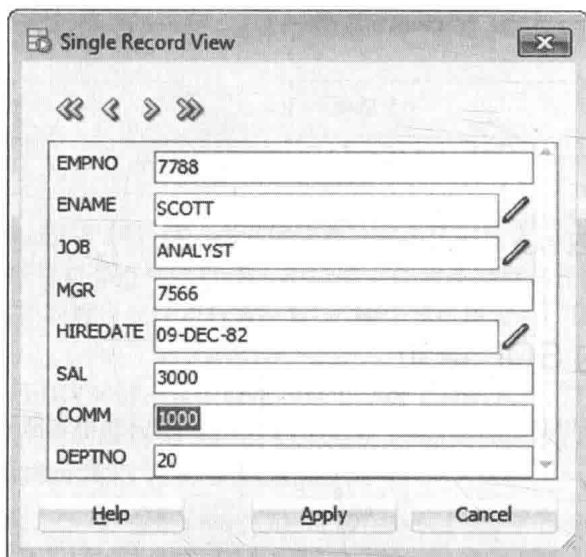 Single Record View
EMPNO 7788
ENAME SCOTT
JOB ANALYST
MGR 7566
HIREDATE 09-DEC-82
SAL 3000
COMM 1000
DEPTNO 20
Help Apply Cancel